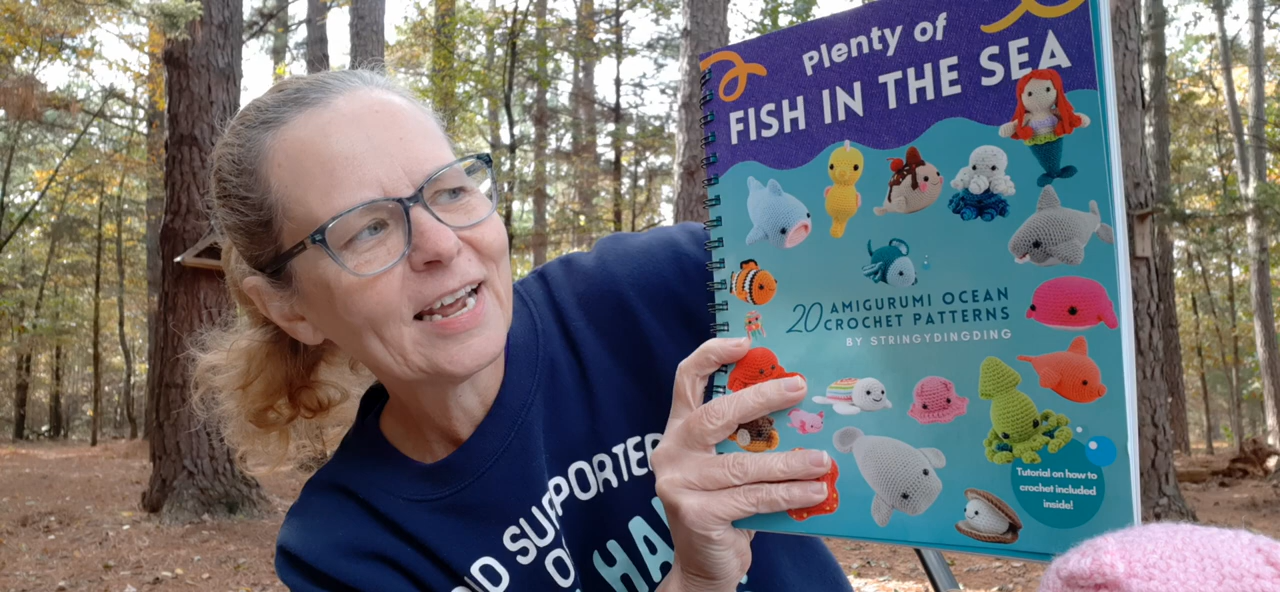 Plenty of
FISH IN THE SEA
20 AMIGURUMI OCEAN
CROCHET PATTERNS
BY STRINGYDINGDING
Tutorial on how to
crochet included
inside!
SUPPORTER